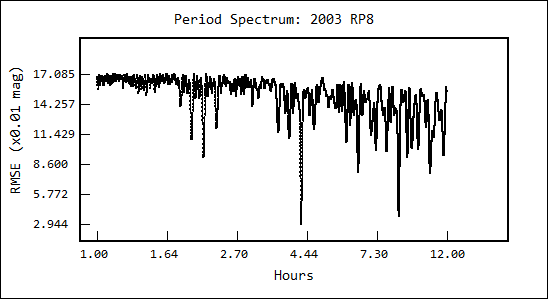 Period Spectrum: 2003 RP8
RMSE (x0.01 mag)
17.085
14.257
11.429
8.600
5.772
2.944
1.00 1.64 2.70 4.44 7.30 12.00
Hours